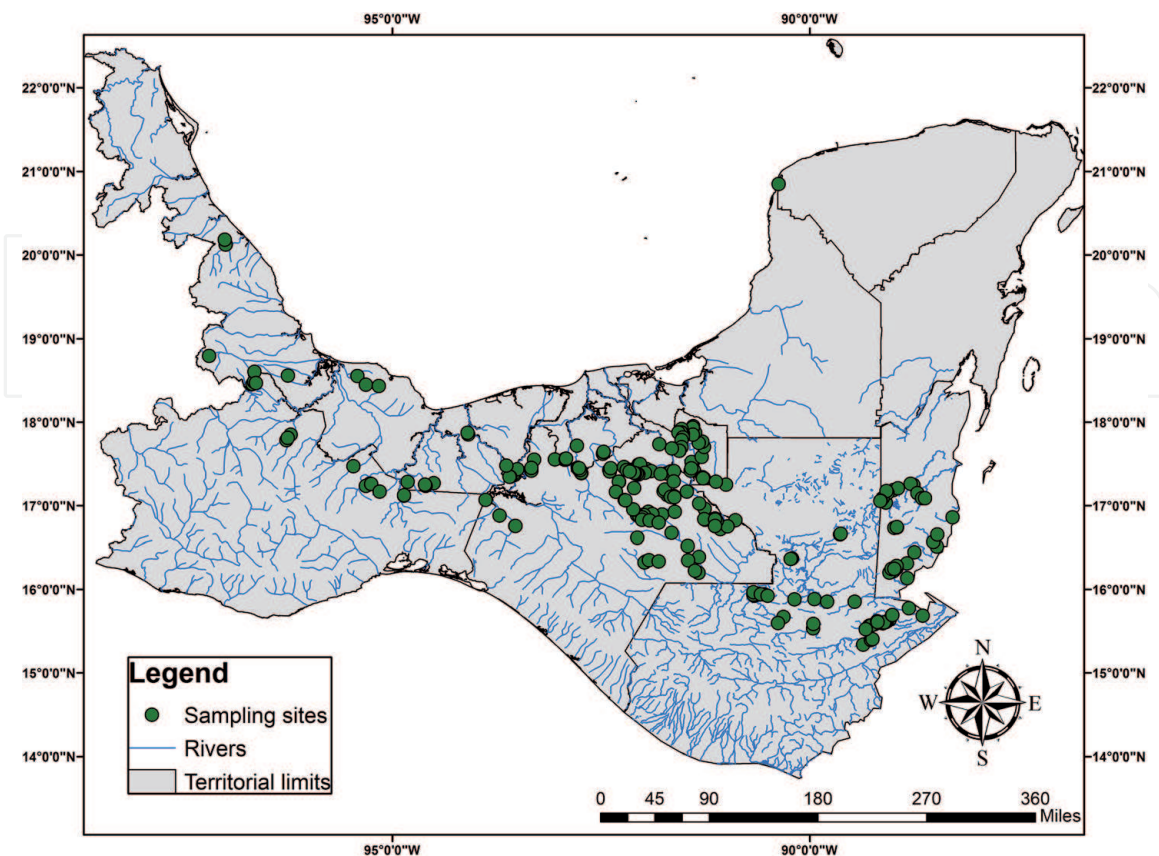 95°0'0"W 90°0'0"W
22°0'0"N 22°0'0"N
21°0'0"N 21°0'0"N
20°0'0"N 20°0'0"N
19°0'0"N 19°0'0"N
18°0'0"N 18°0'0"N
17°0'0"N 17°0'0"N
16°0'0"N 16°0'0"N
15°0'0"N 15°0'0"N
14°0'0"N 14°0'0"N
Legend
Sampling sites
Rivers
Territorial limits
N
W E
S
0 45 90 180 270 360
Miles
95°0'0"W 90°0'0"W